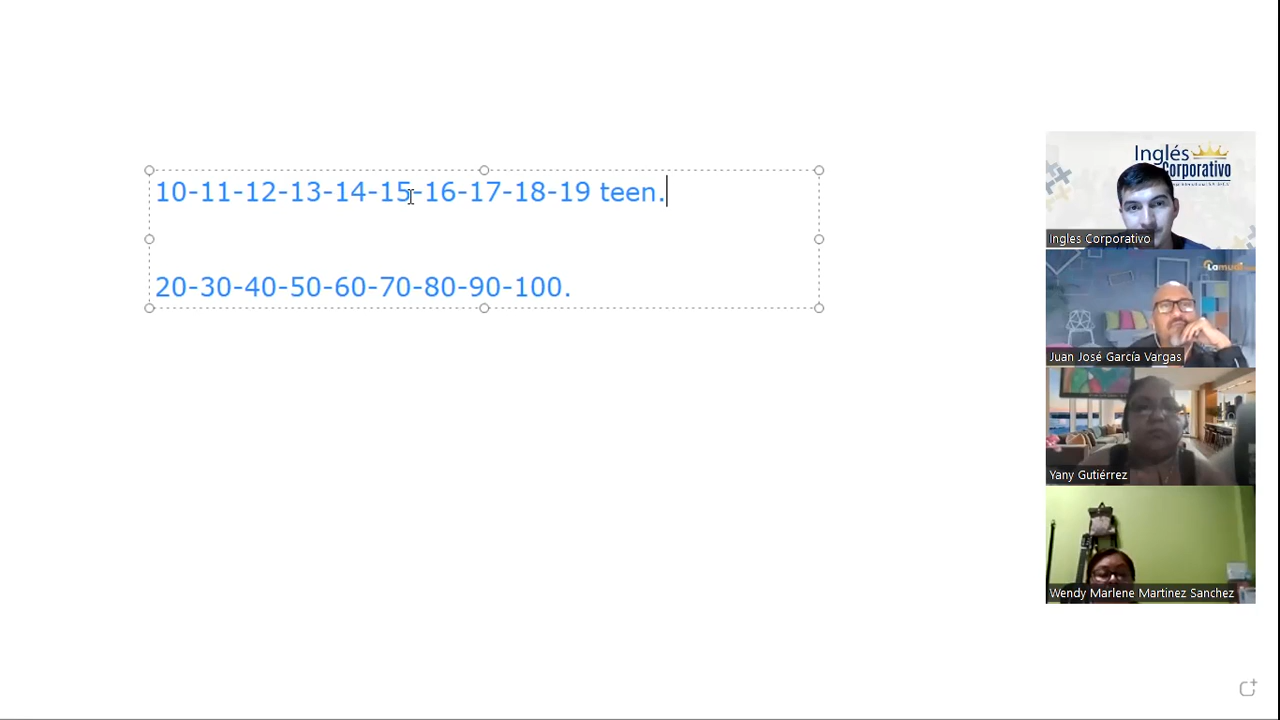 10-11-12-13-14-15-16-17-18-19 teen.
20-30-40-50-60-70-80-90-100.
Inglés
Corporativo
Ingles Corporativo
Juan José García Vargas
Yany Gutiérrez
Wendy Marlene Martinez Sanchez